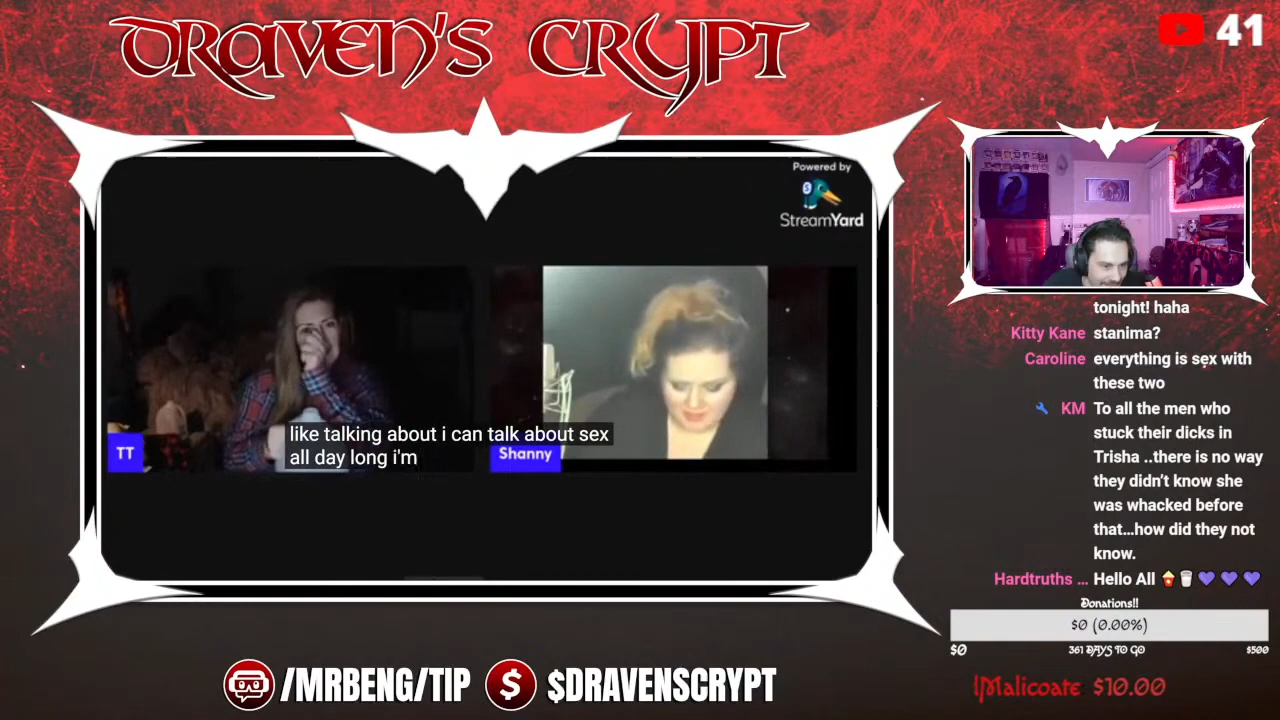 DRAVEN'S CRYPT
41
Powered by
StreamYard
TT
like talking about i can talk about sex
all day long i'm
Shanny
tonight! haha
Kitty Kane stanima?
Caroline everything is sex with
these two
KM To all the men who
stuck their dicks in
Trisha ..there is no way
they didn't know she
was whacked before
that...how did they not
know.
Hardtruths ... Hello All
Donations!!
$0 (0.00%)
$0 361 DAYS TO GO $500
/MRBENG/TIP $ $DRAVENSCRYPT
lMalicoate $10.00